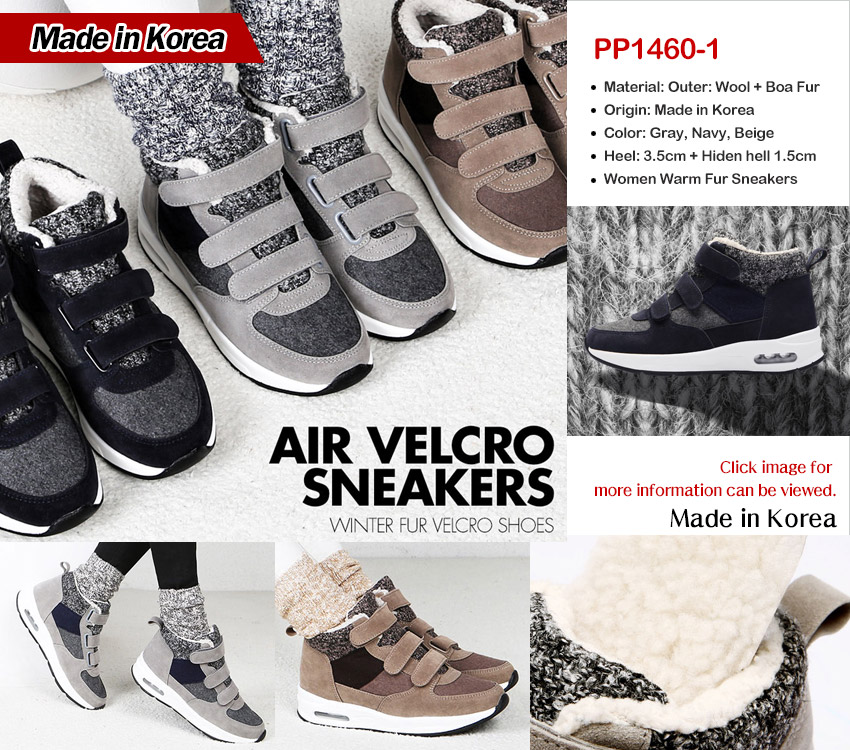 Made in Korea
PP1460-1
• Material: Outer: Wool + Boa Fur
• Origin: Made in Korea
• Color: Gray, Navy, Beige
• Heel: 3.5cm + Hiden hell 1.5cm
• Women Warm Fur Sneakers
AIR VELCRO
SNEAKERS
WINTER FUR VELCRO SHOES
Click image for
more information can be viewed.
Made in Korea